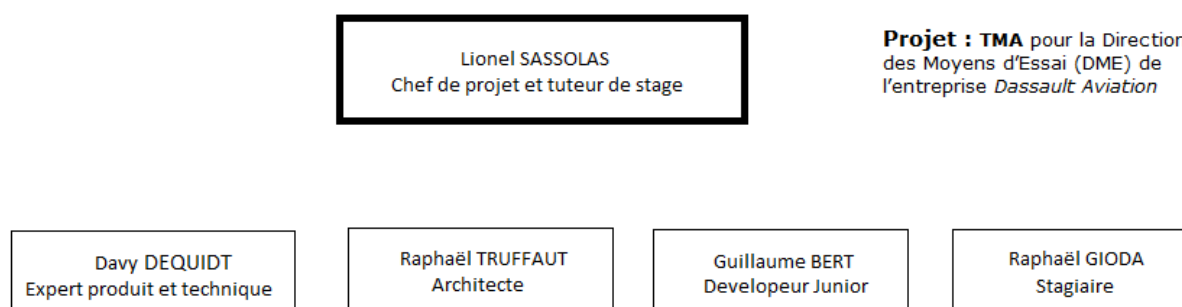 Lionel SASSOLAS
Chef de projet et tuteur de stage
Projet : TMA pour la Direction
des Moyens d'Essai (DME) de
l'entreprise Dassault Aviation
Davy DEQUIDT
Expert produit et technique
Raphaël TRUFFAUT
Architecte
Guillaume BERT
Developeur Junior
Raphaël GIODA
Stagiaire